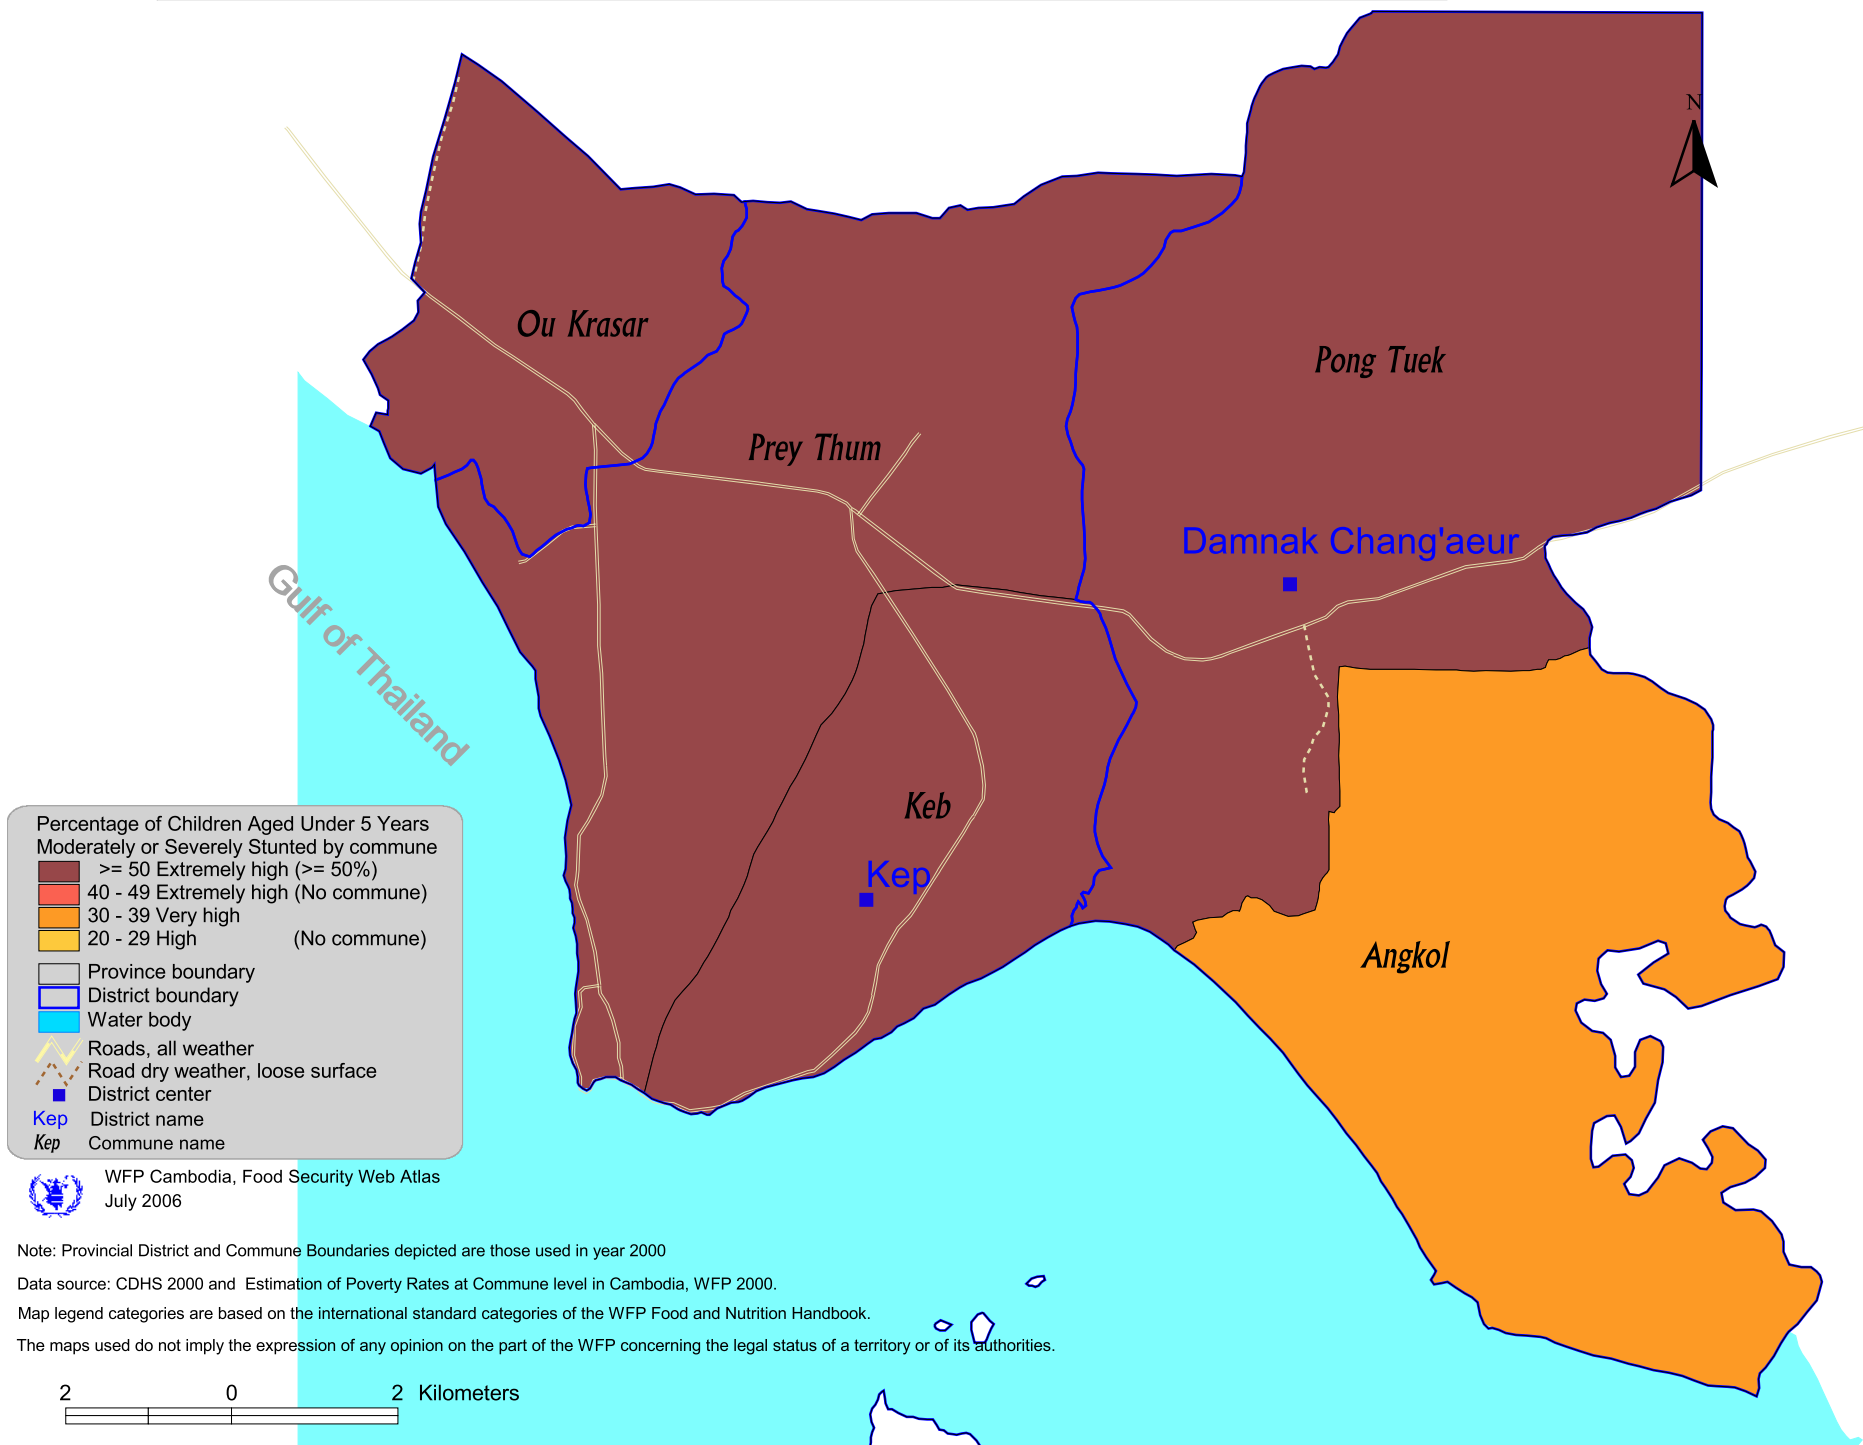 N
Ou Krasar
Pong Tuek
Prey Thum
Damnak Chang'aeur
Gulf of Thailand
Keb
Kep
Angkol
Percentage of Children Aged Under 5 Years
Moderately or Severely Stunted by commune
>= 50 Extremely high (>= 50%)
40 - 49 Extremely high (No commune)
30 - 39 Very high
20 - 29 High (No commune)
Province boundary
District boundary
Water body
Roads, all weather
Road dry weather, loose surface
District center
Kep District name
Kep Commune name
WFP Cambodia, Food Security Web Atlas
July 2006
Note: Provincial District and Commune Boundaries depicted are those used in year 2000
Data source: CDHS 2000 and Estimation of Poverty Rates at Commune level in Cambodia, WFP 2000.
Map legend categories are based on the international standard categories of the WFP Food and Nutrition Handbook.
The maps used do not imply the expression of any opinion on the part of the WFP concerning the legal status of a territory or of its authorities.
2 0 2 Kilometers